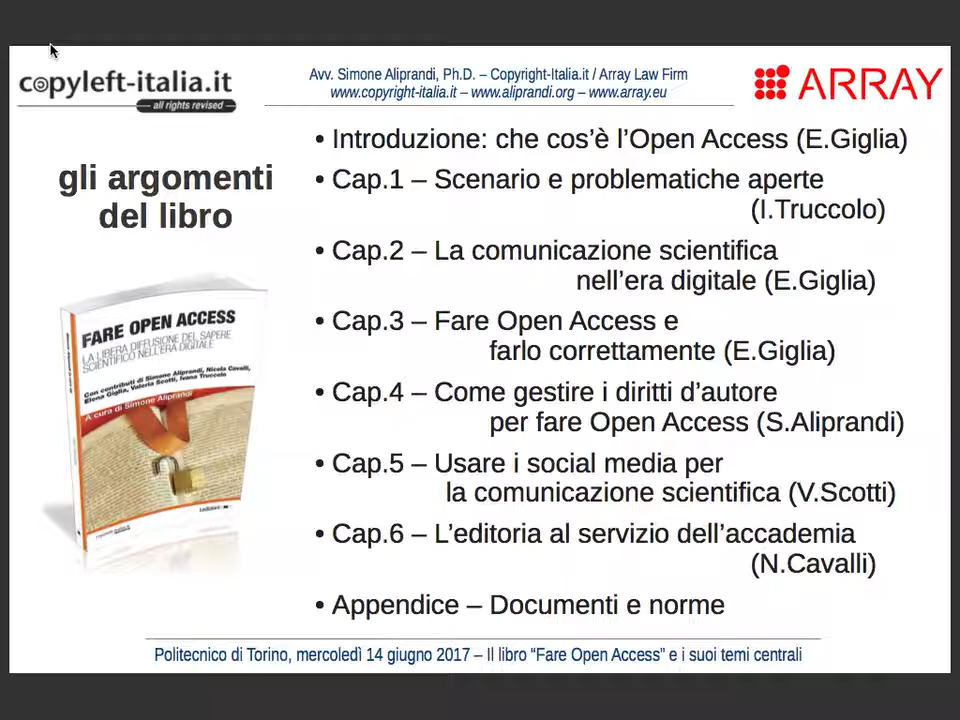 copyleft-italia.it
all rights revised
Avv. Simone Aliprandi, Ph.D. – Copyright-Italia.it / Array Law Firm
www.copyright-italia.it – www.aliprandi.org – www.array.eu
ARRAY
gli argomenti
del libro
• Introduzione: che cos’è l’Open Access (E.Giglia)
• Cap.1 – Scenario e problematiche aperte
(I.Truccolo)
• Cap.2 – La comunicazione scientifica
nell’era digitale (E.Giglia)
• Cap.3 – Fare Open Access e
farlo correttamente (E.Giglia)
• Cap.4 – Come gestire i diritti d’autore
per fare Open Access (S.Aliprandi)
• Cap.5 – Usare i social media per
la comunicazione scientifica (V.Scotti)
• Cap.6 – L’editoria al servizio dell’accademia
(N.Cavalli)
• Appendice – Documenti e norme
FARE OPEN ACCESS
LA LIBERA DIFFUSIONE DEL SAPERE
SCIENTIFICO NELL'ERA DIGITALE
Con contributi di Simone Aliprandi, Nicola Cavalli,
Elena Giglia, Valeria Scotti, Ivana Truccolo
A cura di Simone Aliprandi
Politecnico di Torino, mercoledì 14 giugno 2017 – Il libro “Fare Open Access” e i suoi temi centrali